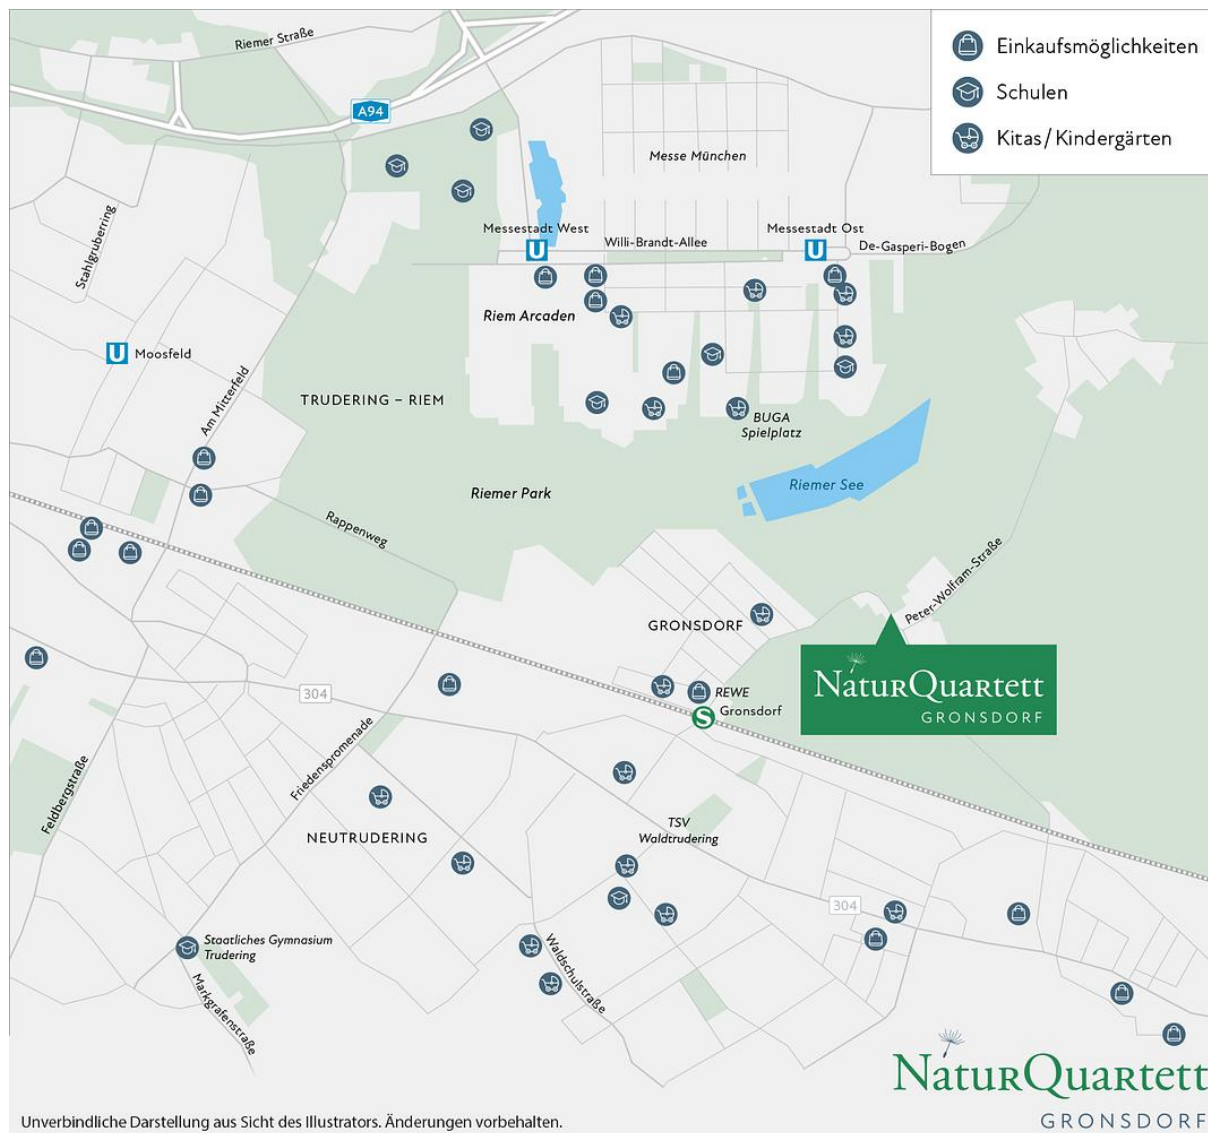 Einkaufsmöglichkeiten
Schulen
Kitas/Kindergärten
Riemer Straße
A94
Messe München
Stahlgruberring
Messestadt West
U
Willi-Brandt-Allee
Messestadt Ost
U
De-Gasperi-Bogen
Riem Arcaden
U Moosfeld
Am Mitterfeld
TRUDERING – RIEM
BUGA
Spielplatz
Riemer See
Riemer Park
Rappenweg
Peter-Wolfram-Straße
GRONSDORF
NATURQUARTETT
GRONSDORF
304
REWE
S Gronsdorf
Friedenspromenade
Feldbergstraße
NEUTRUDERING
TSV
Waldtrudering
304
Staatliches Gymnasium
Trudering
Waldschulstraße
Markgrafenstraße
NATURQUARTETT
GRONSDORF
Unverbindliche Darstellung aus Sicht des Illustrators. Änderungen vorbehalten.